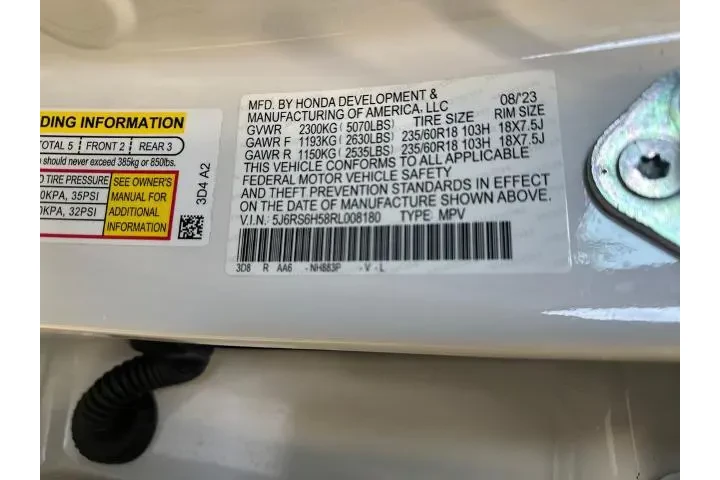 DING INFORMATION
TOTAL 5 FRONT 2 REAR 3
should never exceed 385kg or 850lbs.
D TIRE PRESSURE
0KPA, 35PSI
0KPA, 32PSI
SEE OWNER'S
MANUAL FOR
ADDITIONAL
INFORMATION
3D4 A2
MFD. BY HONDA DEVELOPMENT & 08/'23
MANUFACTURING OF AMERICA, LLC
GVWR 2300KG (5070LBS) TIRE SIZE RIM SIZE
GAWR F 1193KG (2630LBS) 235/60R18 103H 18X7.5J
GAWR R 1150KG (2535LBS) 235/60R18 103H 18X7.5J
THIS VEHICLE CONFORMS TO ALL APPLICABLE
FEDERAL MOTOR VEHICLE SAFETY
AND THEFT PREVENTION STANDARDS IN EFFECT
ON THE DATE OF MANUFACTURE SHOWN ABOVE.
V.I.N.: 5J6RS6H58RL008180 TYPE: MPV
3D8 R AA6 -NH883P -V -L